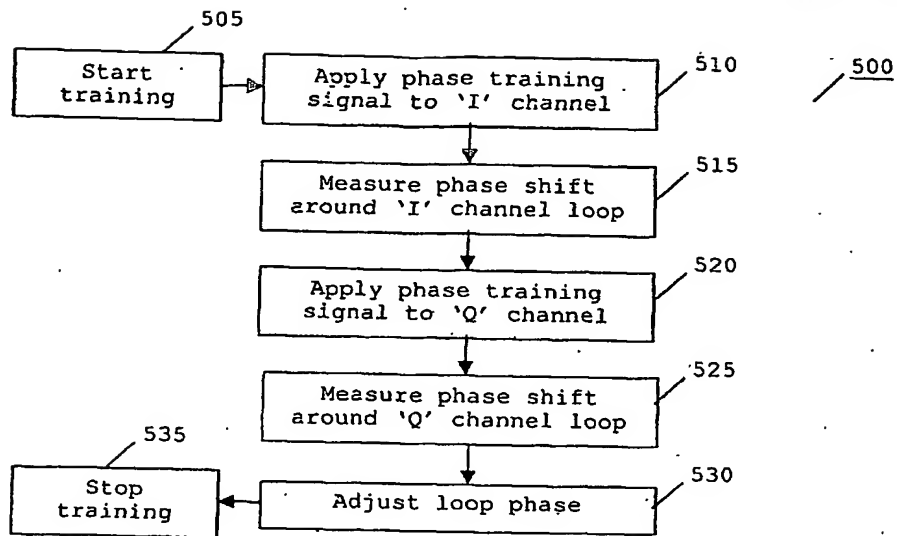 505
Start
training
510
Apply phase training
signal to 'I' channel
500
515
Measure phase shift
around 'I' channel loop
520
Apply phase training
signal to 'Q' channel
525
Measure phase shift
around 'Q' channel loop
535
Stop
training
530
Adjust loop phase